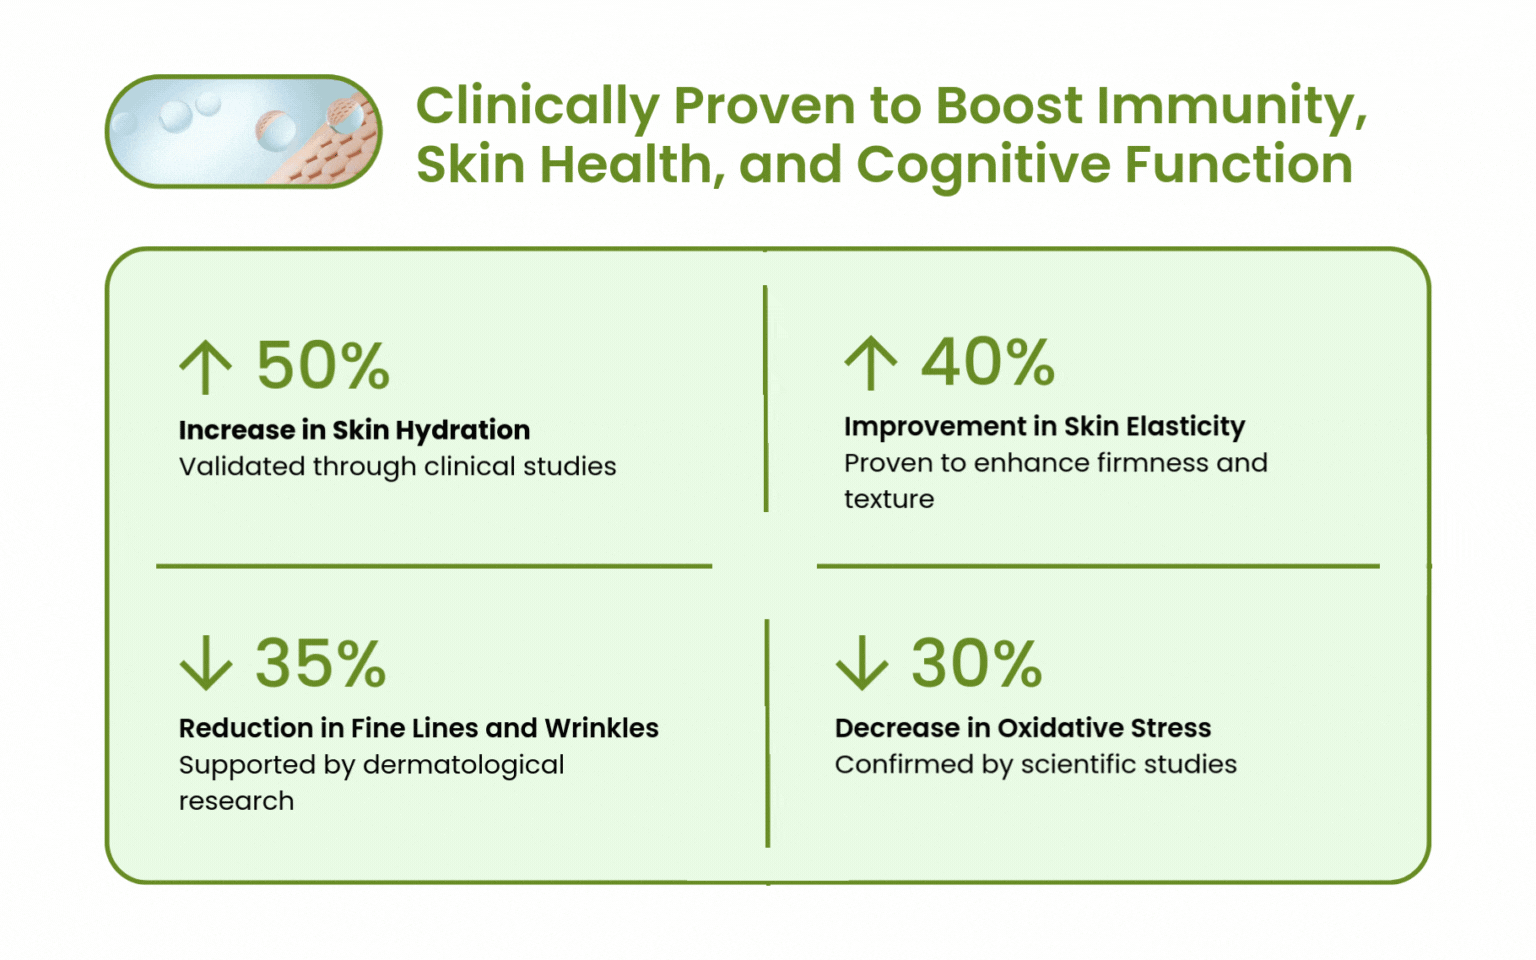 Clinically Proven to Boost Immunity,
Skin Health, and Cognitive Function
50%
Increase in Skin Hydration
Validated through clinical studies
40%
Improvement in Skin Elasticity
Proven to enhance firmness and
texture
35%
Reduction in Fine Lines and Wrinkles
Supported by dermatological
research
30%
Decrease in Oxidative Stress
Confirmed by scientific studies